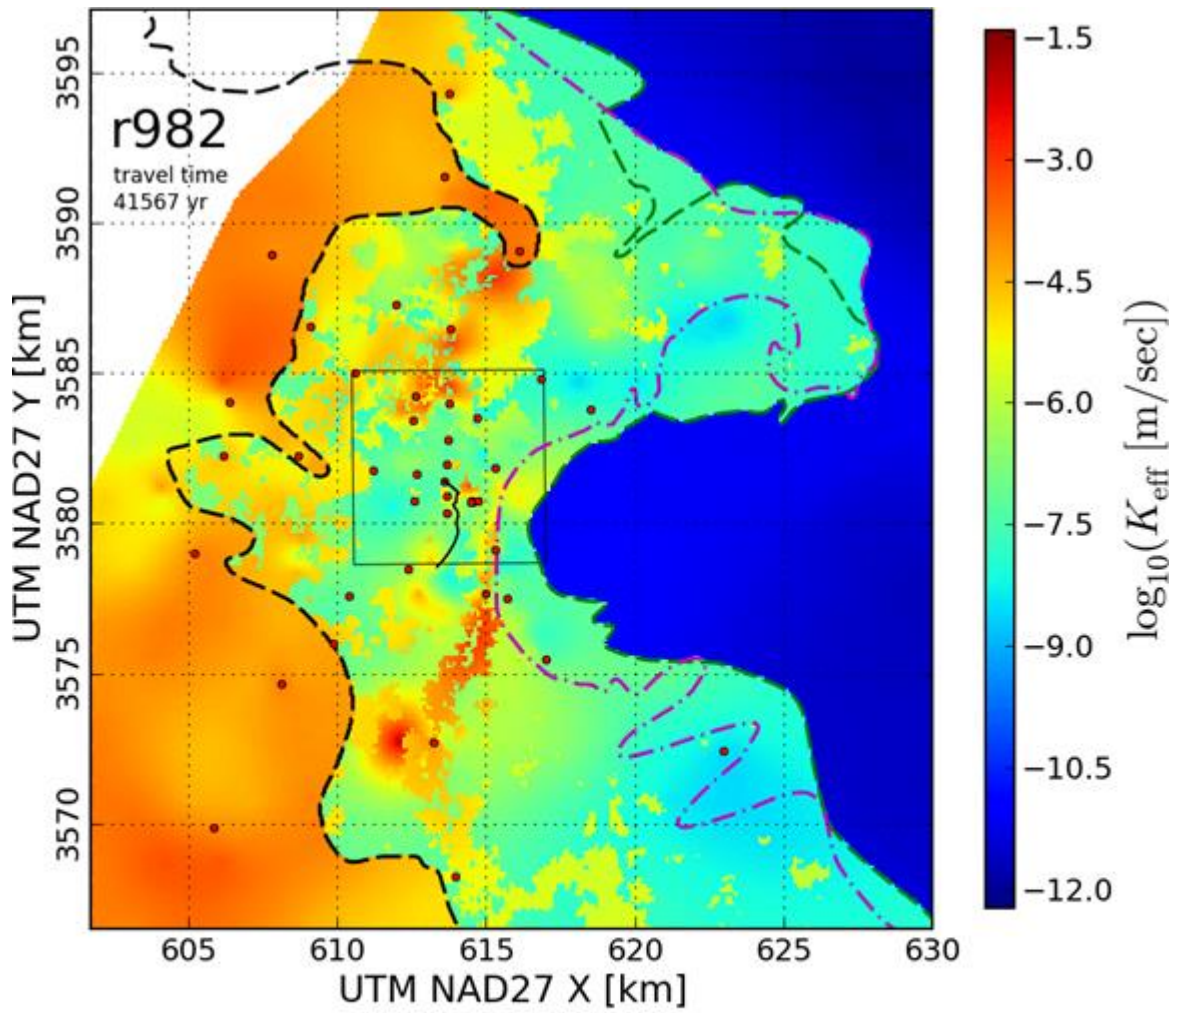 r982
travel time
41567 yr
3595
3590
3585
3580
3575
3570
UTM NAD27 Y [km]
605 610 615 620 625 630
UTM NAD27 X [km]
−1.5
−3.0
−4.5
−6.0
−7.5
−9.0
−10.5
−12.0
log10(Keff [m/sec])